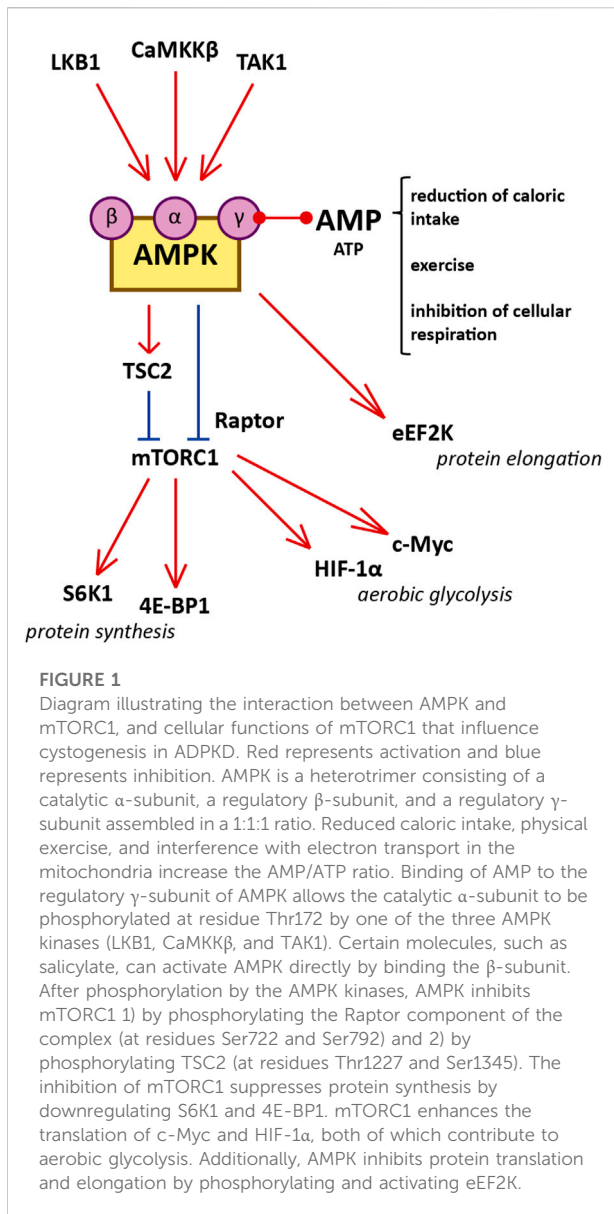 LKB1
CaMKKβ
TAK1
β
α
γ
AMPK
AMP
ATP
reduction of caloric
intake
exercise
inhibition of cellular
respiration
TSC2
Raptor
mTORC1
eEF2K
protein elongation
c-Myc
HIF-1α
aerobic glycolysis
S6K1
4E-BP1
protein synthesis
FIGURE 1
Diagram illustrating the interaction between AMPK and
mTORC1, and cellular functions of mTORC1 that influence
cystogenesis in ADPKD. Red represents activation and blue
represents inhibition. AMPK is a heterotrimer consisting of a
catalytic α-subunit, a regulatory β-subunit, and a regulatory γ-
subunit assembled in a 1:1:1 ratio. Reduced caloric intake, physical
exercise, and interference with electron transport in the
mitochondria increase the AMP/ATP ratio. Binding of AMP to the
regulatory γ-subunit of AMPK allows the catalytic α-subunit to be
phosphorylated at residue Thr172 by one of the three AMPK
kinases (LKB1, CaMKKβ, and TAK1). Certain molecules, such as
salicylate, can activate AMPK directly by binding the β-subunit.
After phosphorylation by the AMPK kinases, AMPK inhibits
mTORC1 1) by phosphorylating the Raptor component of the
complex (at residues Ser722 and Ser792) and 2) by
phosphorylating TSC2 (at residues Thr1227 and Ser1345). The
inhibition of mTORC1 suppresses protein synthesis by
downregulating S6K1 and 4E-BP1. mTORC1 enhances the
translation of c-Myc and HIF-1α, both of which contribute to
aerobic glycolysis. Additionally, AMPK inhibits protein translation
and elongation by phosphorylating and activating eEF2K.